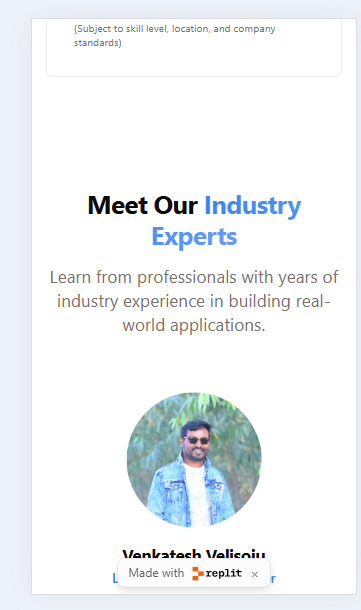 (Subject to skill level, location, and company
standards)
Meet Our Industry
Experts
Learn from professionals with years of
industry experience in building real-
world applications.
Venkatesh Velisoju
Made with replit ×